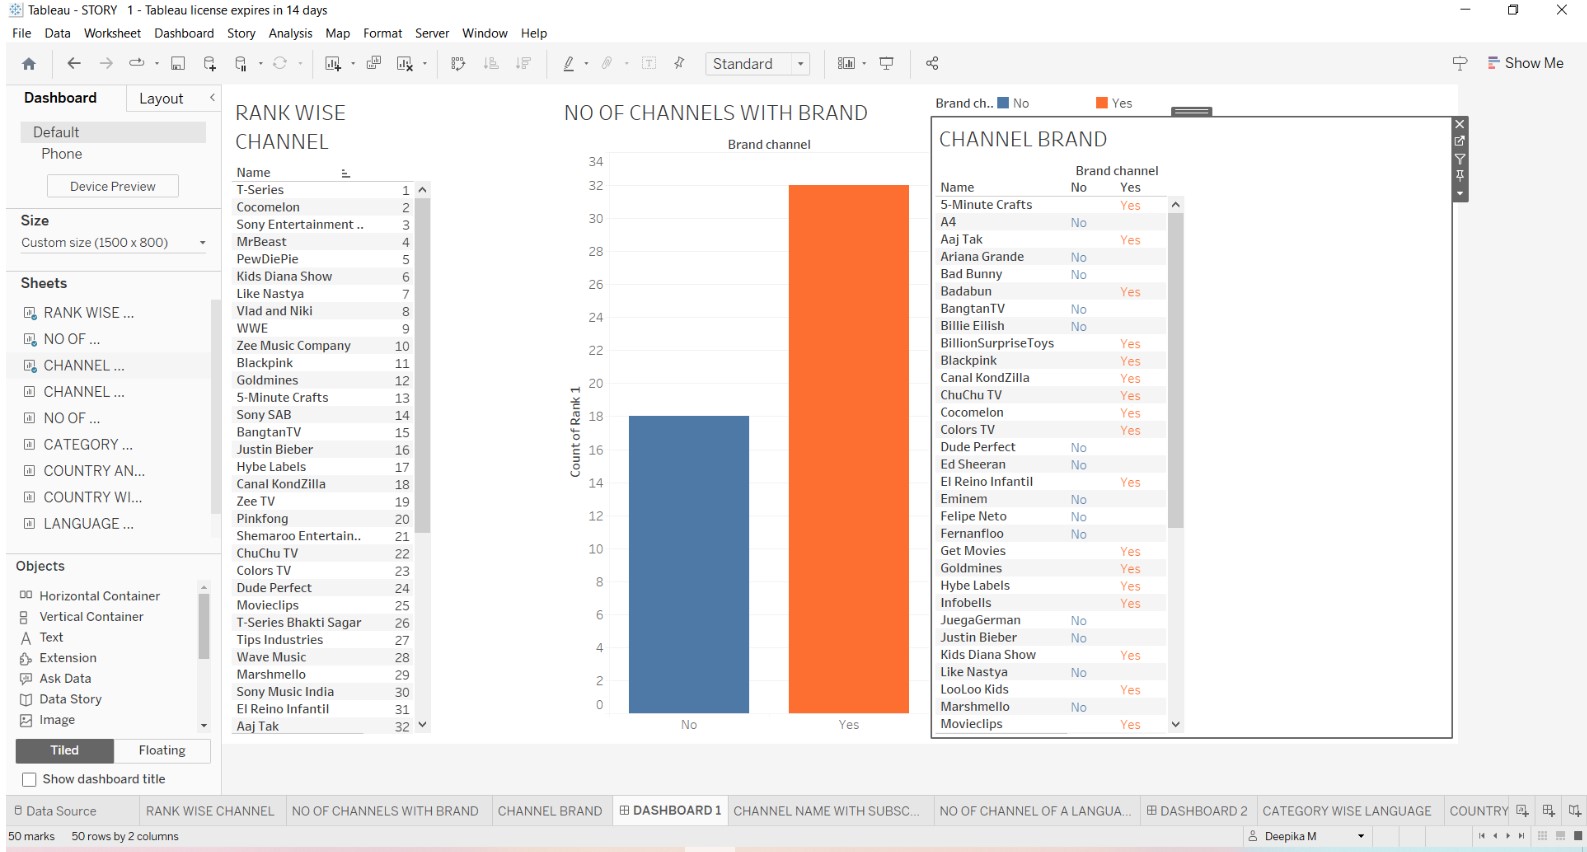 Tableau - STORY 1 - Tableau license expires in 14 days
File Data Worksheet Dashboard Story Analysis Map Format Server Window Help
Standard
Show Me
Dashboard Layout
Default
Phone
Device Preview
Size
Custom size (1500 x 800)
Sheets
RANK WISE ...
NO OF ...
CHANNEL ...
CHANNEL ...
NO OF ...
CATEGORY ...
COUNTRY AN...
COUNTRY WI...
LANGUAGE ...
Objects
Horizontal Container
Vertical Container
Text
Extension
Ask Data
Data Story
Image
Tiled Floating
Show dashboard title
RANK WISE
CHANNEL
Name
T-Series 1
Cocomelon 2
Sony Entertainment .. 3
MrBeast 4
PewDiePie 5
Kids Diana Show 6
Like Nastya 7
Vlad and Niki 8
WWE 9
Zee Music Company 10
Blackpink 11
Goldmines 12
5-Minute Crafts 13
Sony SAB 14
BangtanTV 15
Justin Bieber 16
Hybe Labels 17
Canal KondZilla 18
Zee TV 19
Pinkfong 20
Shemaroo Entertain.. 21
ChuChu TV 22
Colors TV 23
Dude Perfect 24
Movieclips 25
T-Series Bhakti Sagar 26
Tips Industries 27
Wave Music 28
Marshmello 29
Sony Music India 30
El Reino Infantil 31
Aaj Tak 32
NO OF CHANNELS WITH BRAND
Brand channel
34
32
30
28
26
24
22
20
18
16
14
12
10
8
6
4
2
0
Count of Rank 1
No Yes
Brand ch.. No Yes
CHANNEL BRAND
Brand channel
Name No Yes
5-Minute Crafts Yes
A4 No
Aaj Tak Yes
Ariana Grande No
Bad Bunny No
Badabun Yes
BangtanTV No
Billie Eilish No
BillionSurpriseToys Yes
Blackpink Yes
Canal KondZilla Yes
ChuChu TV Yes
Cocomelon Yes
Colors TV Yes
Dude Perfect No
Ed Sheeran No
El Reino Infantil Yes
Eminem No
Felipe Neto No
Fernanfloo No
Get Movies Yes
Goldmines Yes
Hybe Labels Yes
Infobells Yes
JuegaGerman No
Justin Bieber No
Kids Diana Show Yes
Like Nastya No
LooLoo Kids Yes
Marshmello No
Movieclips Yes
Data Source RANK WISE CHANNEL NO OF CHANNELS WITH BRAND CHANNEL BRAND DASHBOARD 1 CHANNEL NAME WITH SUBSC... NO OF CHANNEL OF A LANGUA... DASHBOARD 2 CATEGORY WISE LANGUAGE COUNTRY
50 marks 50 rows by 2 columns Deepika M